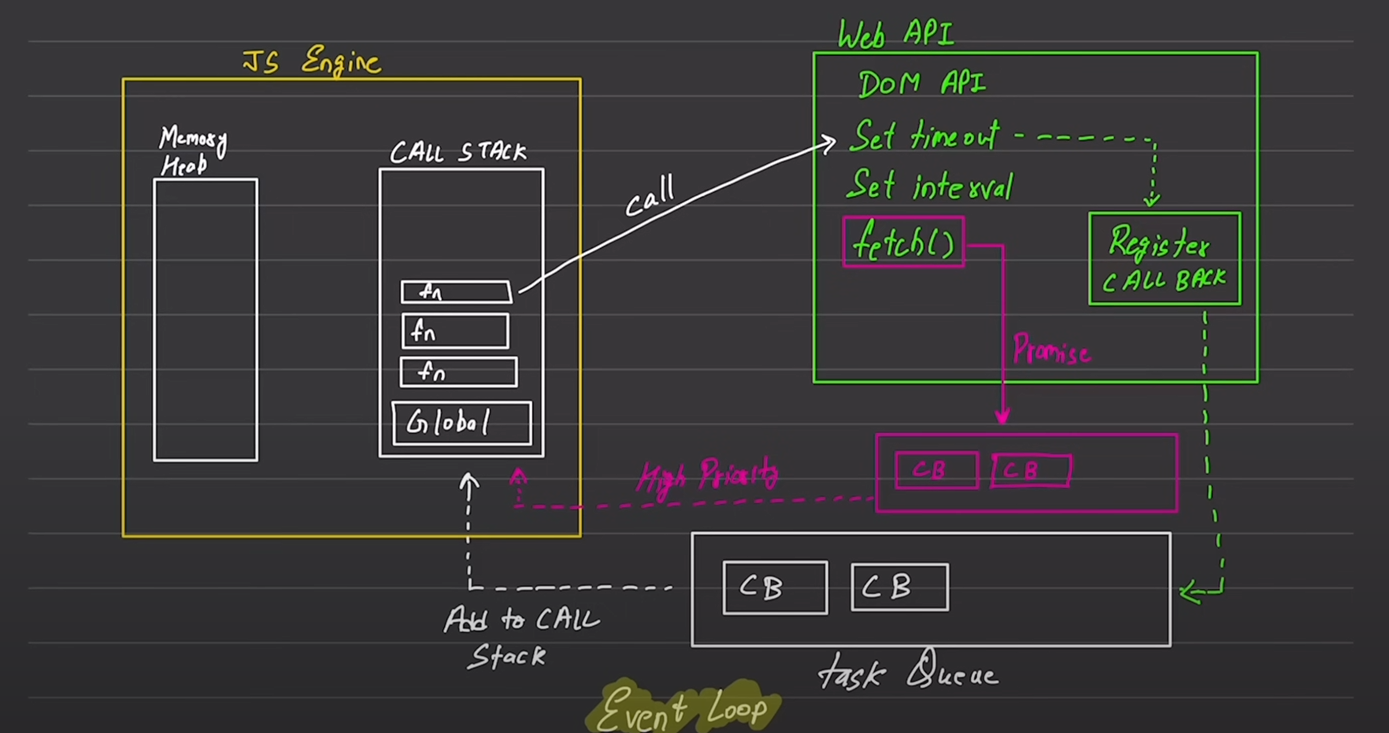 Web API
JS Engine
DOM API
Memory
Heap
CALL STACK
Set timeout
call
Set interval
fetch()
Register
CALL BACK
fn
fn
fn
Promise
Global
High Priority
CB
CB
CB
CB
Add to CALL
Stack
task Queue
Event Loop